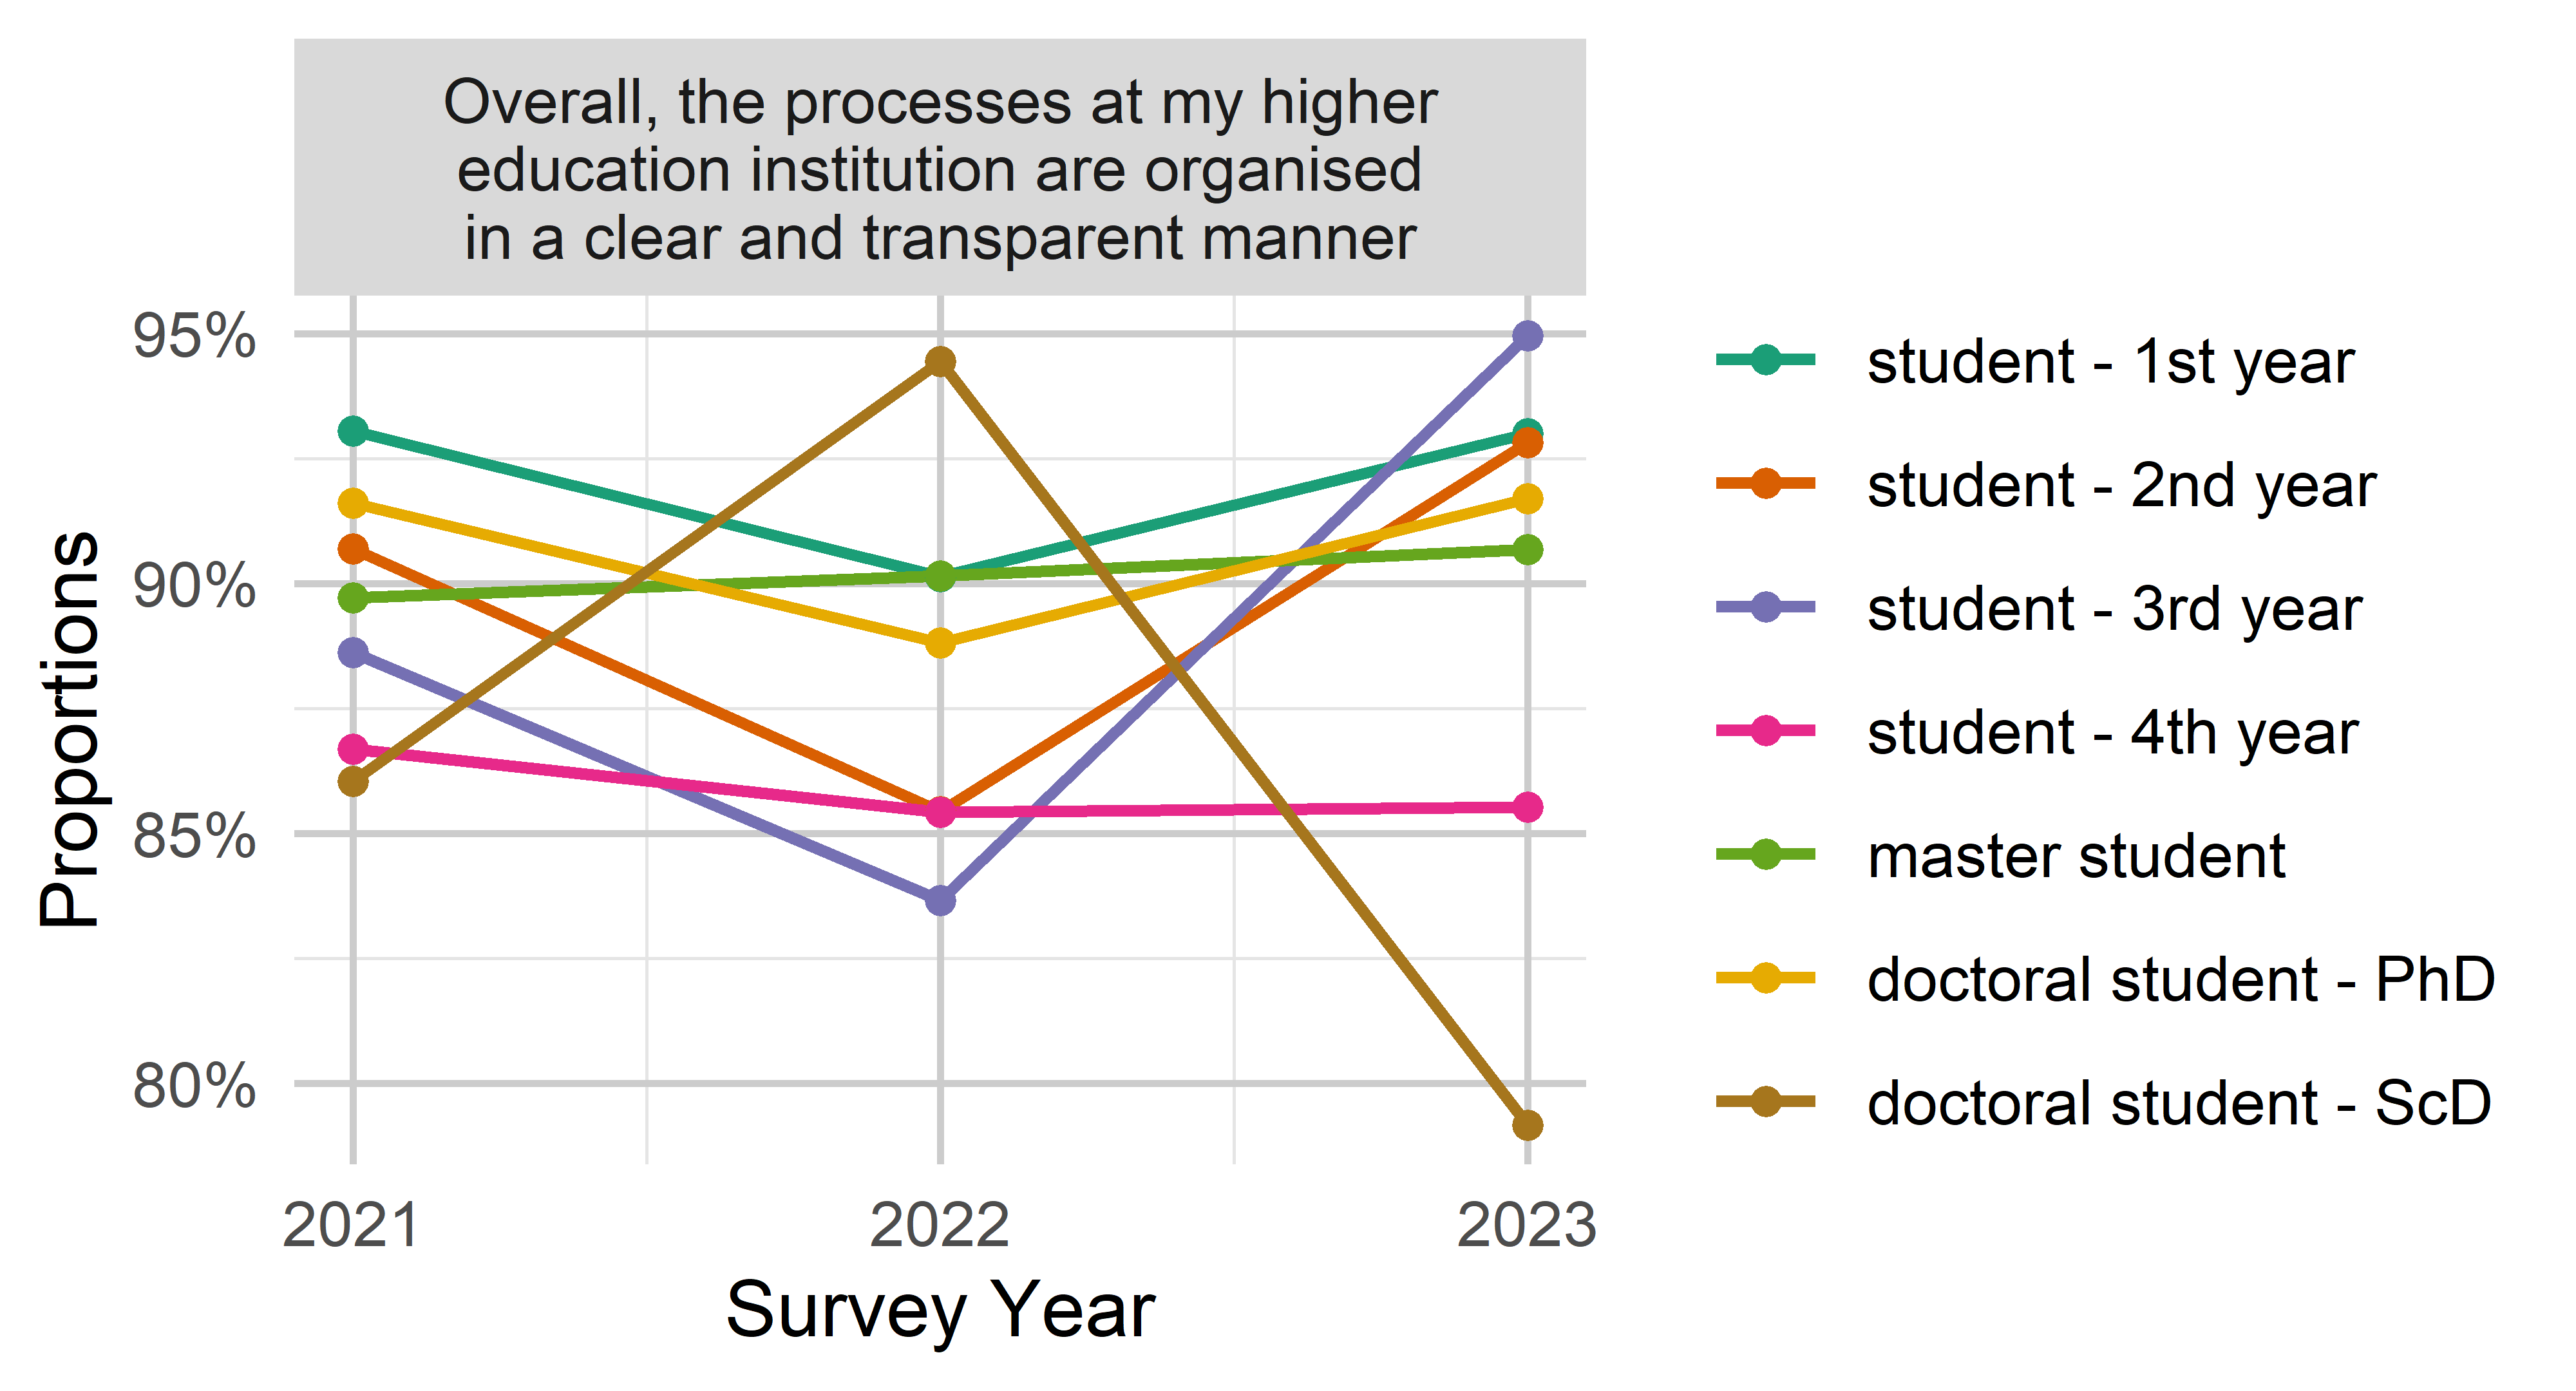 Overall, the processes at my higher
education institution are organised
in a clear and transparent manner
Proportions
95%
90%
85%
80%
2021
2022
2023
Survey Year
student - 1st year
student - 2nd year
student - 3rd year
student - 4th year
master student
doctoral student - PhD
doctoral student - ScD